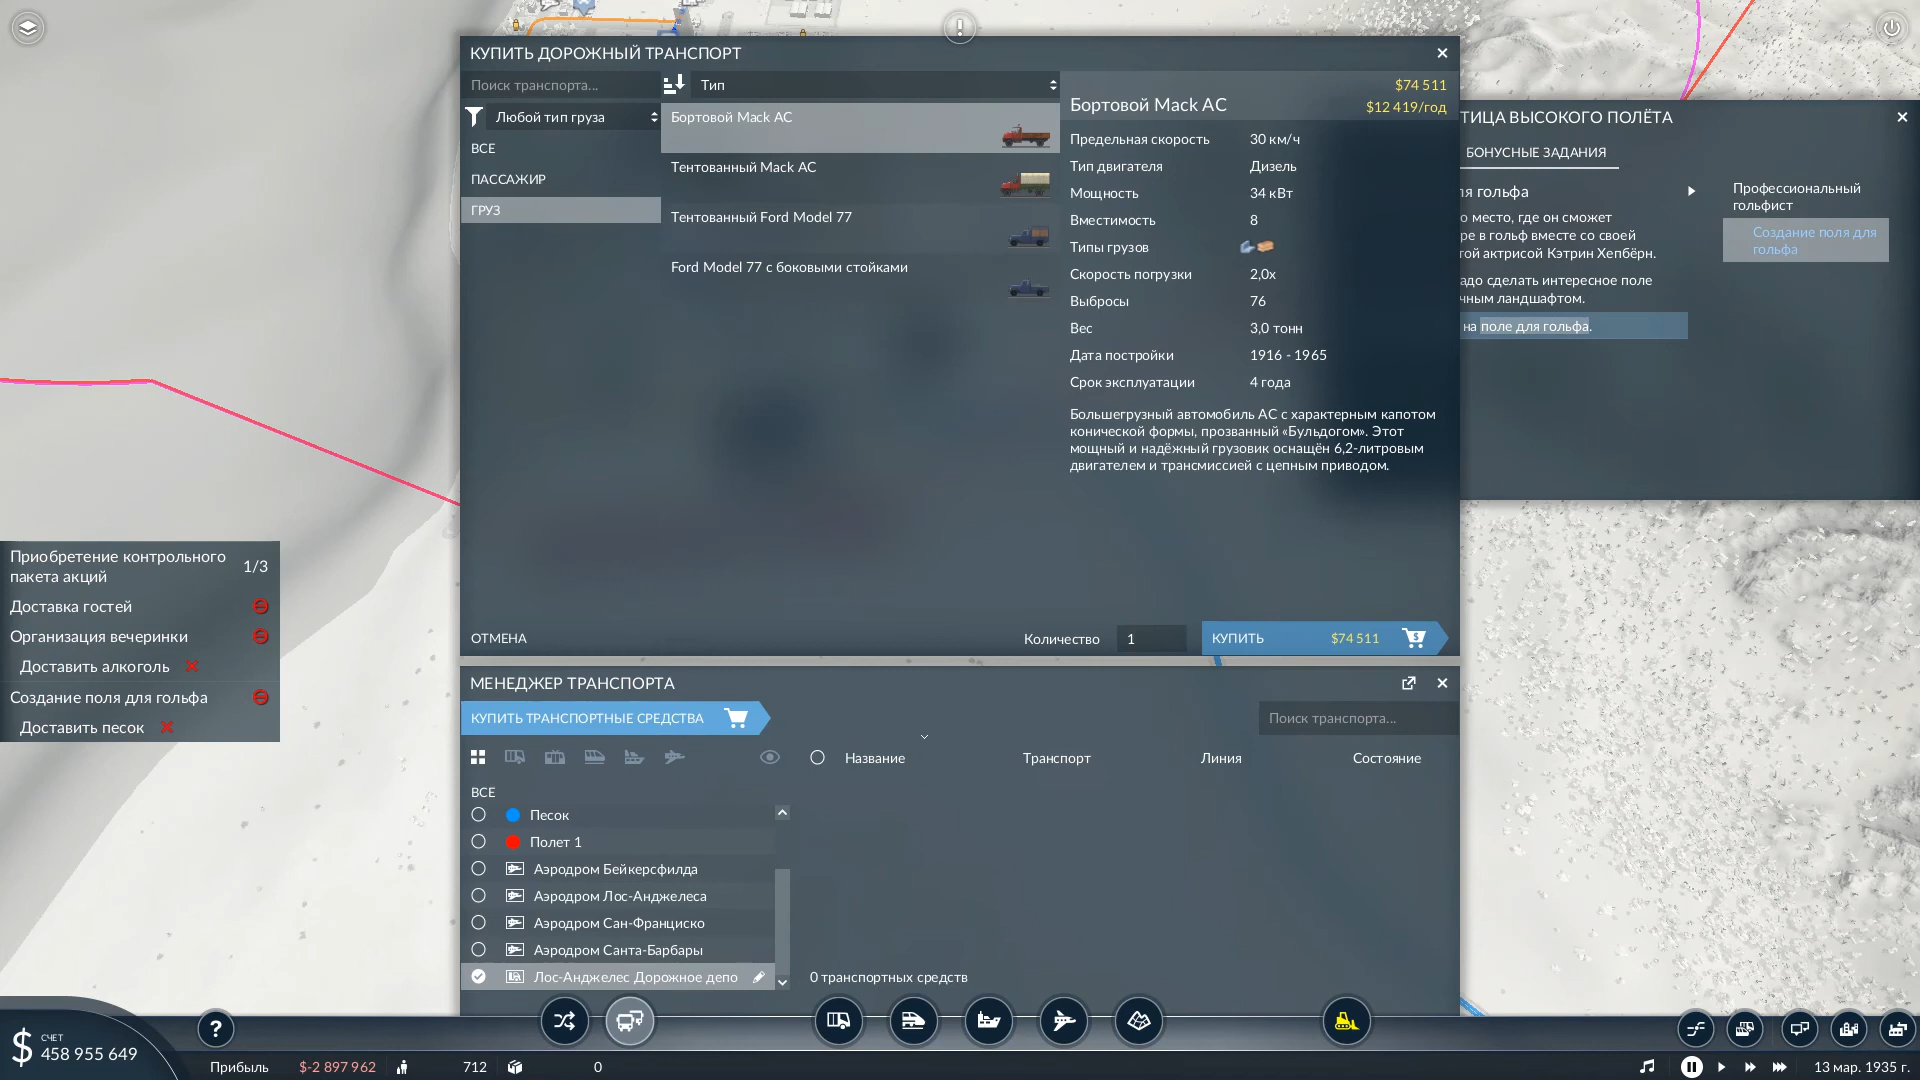 КУПИТЬ ДОРОЖНЫЙ ТРАНСПОРТ
Поиск транспорта...
Тип
Любой тип груза
ВСЕ
ПАССАЖИР
ГРУЗ
Бортовой Mack AC
Тентованный Mack AC
Тентованный Ford Model 77
Ford Model 77 с боковыми стойками
$74 511
Бортовой Mack AC
$12 419/год
Предельная скорость 30 км/ч
Тип двигателя Дизель
Мощность 34 кВт
Вместимость 8
Типы грузов
Скорость погрузки 2,0x
Выбросы 76
Вес 3,0 тонн
Дата постройки 1916 - 1965
Срок эксплуатации 4 года
Большегрузный автомобиль AC с характерным капотом
конической формы, прозванный «Бульдогом». Этот
мощный и надёжный грузовик оснащён 6,2-литровым
двигателем и трансмиссией с цепным приводом.
ОТМЕНА
Количество 1
КУПИТЬ $74 511
ТИЦА ВЫСОКОГО ПОЛЁТА
БОНУСНЫЕ ЗАДАНИЯ
ля гольфа
о место, где он сможет
ре в гольф вместе со своей
той актрисой Кэтрин Хепбёрн.
адо сделать интересное поле
чным ландшафтом.
на поле для гольфа.
Профессиональный
гольфист
Создание поля для
гольфа
Приобретение контрольного
пакета акций 1/3
Доставка гостей
Организация вечеринки
Доставить алкоголь
Создание поля для гольфа
Доставить песок
МЕНЕДЖЕР ТРАНСПОРТА
КУПИТЬ ТРАНСПОРТНЫЕ СРЕДСТВА
Поиск транспорта...
Название Транспорт Линия Состояние
ВСЕ
Песок
Полет 1
Аэродром Бейкерсфилда
Аэродром Лос-Анджелеса
Аэродром Сан-Франциско
Аэродром Санта-Барбары
Лос-Анджелес Дорожное депо
0 транспортных средств
?
$ СЧЕТ
458 955 649
Прибыль $-2 897 962 712 0
13 мар. 1935 г.